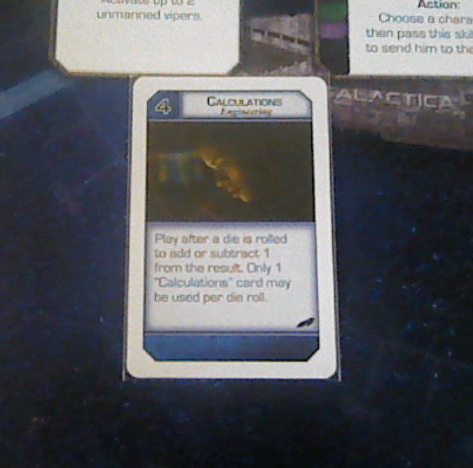 Activate up to 2
unmanned vipers.
Action:
Choose a chara
then pass this skil
to send him to the
ALACTICA
4
CALCULATIONS
Engineering
Play after a die is rolled
to add or subtract 1
from the result. Only 1
"Calculations" card may
be used per die roll.